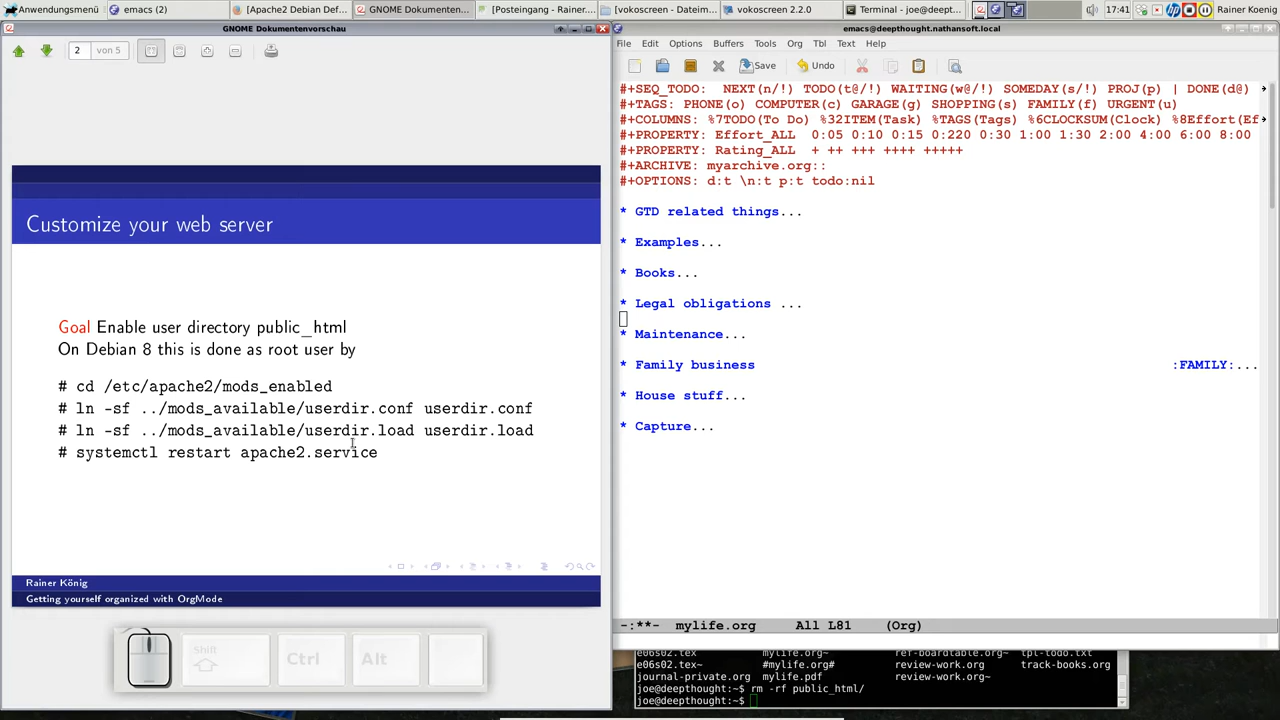 Anwendungsmenü
emacs (2)
[Apache2 Debian Def...
GNOME Dokumenten...
[Posteingang - Rainer....
[vokoscreen - Dateim...
vokoscreen 2.2.0
Terminal - joe@deept...
17:41
Rainer Koenig
GNOME Dokumentenvorschau
2 von 5
Customize your web server
Goal Enable user directory public_html
On Debian 8 this is done as root user by
# cd /etc/apache2/mods_enabled
# ln -sf ../mods_available/userdir.conf userdir.conf
# ln -sf ../mods_available/userdir.load userdir.load
# systemctl restart apache2.service
Rainer König
Getting yourself organized with OrgMode
Shift
Ctrl
Alt
emacs@deepthought.nathansoft.local
File Edit Options Buffers Tools Org Tbl Text Help
Save Undo
#+SEQ_TODO: NEXT(n/!) TODO(t@/!) WAITING(w@/!) SOMEDAY(s/!) PROJ(p) | DONE(d@)
#+TAGS: PHONE(o) COMPUTER(c) GARAGE(g) SHOPPING(s) FAMILY(f) URGENT(u)
#+COLUMNS: %7TODO(To Do) %32ITEM(Task) %TAGS(Tags) %6CLOCKSUM(Clock) %8Effort(Ef
#+PROPERTY: Effort_ALL 0:05 0:10 0:15 0:220 0:30 1:00 1:30 2:00 4:00 6:00 8:00
#+PROPERTY: Rating_ALL + ++ +++ ++++ +++++
#+ARCHIVE: myarchive.org::
#+OPTIONS: d:t \n:t p:t todo:nil
* GTD related things...
* Examples...
* Books...
* Legal obligations ...
* Maintenance...
* Family business :FAMILY:...
* House stuff...
* Capture...
-:**- mylife.org All L81 (Org)
e06s02.tex mylife.org~ ref-boardtable.org~ tpl-todo.txt
e06s02.tex~ #mylife.org# review-work.org track-books.org
journal-private.org mylife.pdf review-work.org~
joe@deepthought:~$ rm -rf public_html/
joe@deepthought:~$